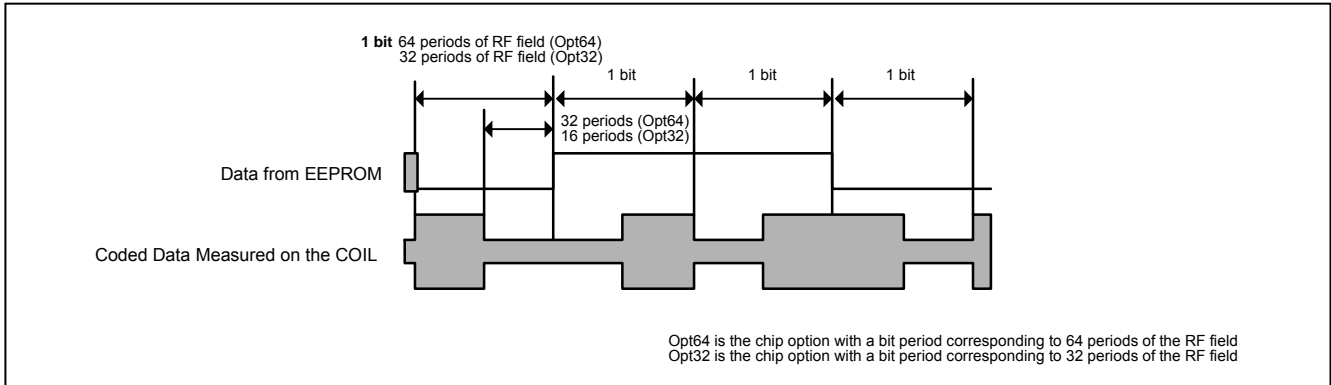 1 bit 64 periods of RF field (Opt64)
32 periods of RF field (Opt32)
1 bit
1 bit
1 bit
32 periods (Opt64)
16 periods (Opt32)
Data from EEPROM
Coded Data Measured on the COIL
Opt64 is the chip option with a bit period corresponding to 64 periods of the RF field
Opt32 is the chip option with a bit period corresponding to 32 periods of the RF field